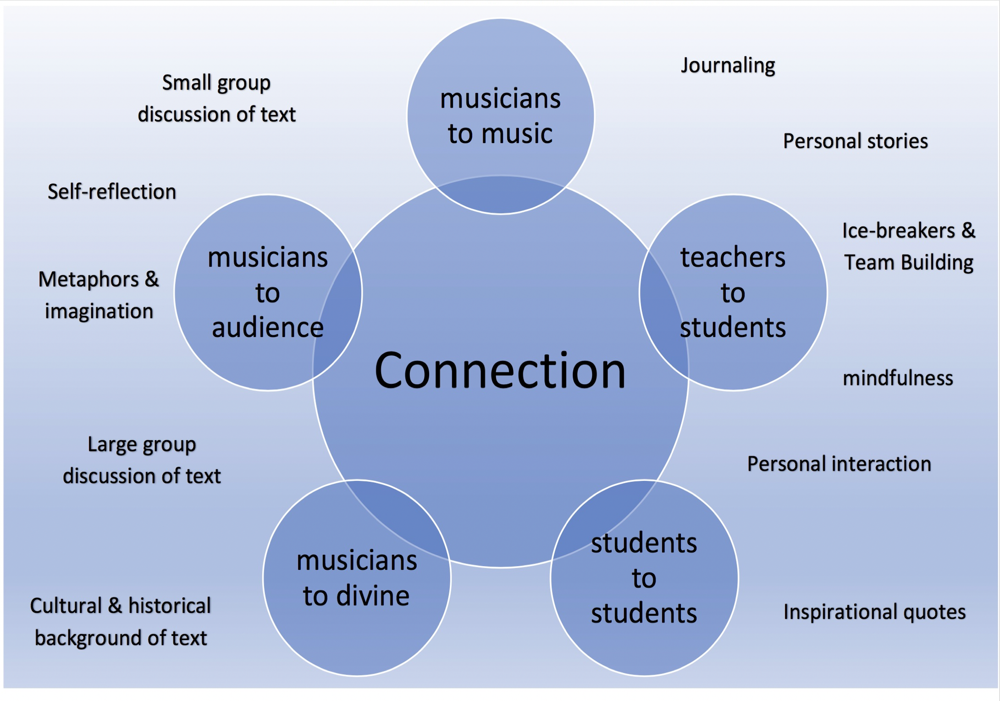 musicians
to music
Journaling
Small group
discussion of text
Personal stories
Self-reflection
Ice-breakers &
Team Building
musicians
to
audience
teachers
to
students
Metaphors &
imagination
Connection
mindfulness
Large group
discussion of text
Personal interaction
musicians
to divine
students
to
students
Cultural & historical
background of text
Inspirational quotes